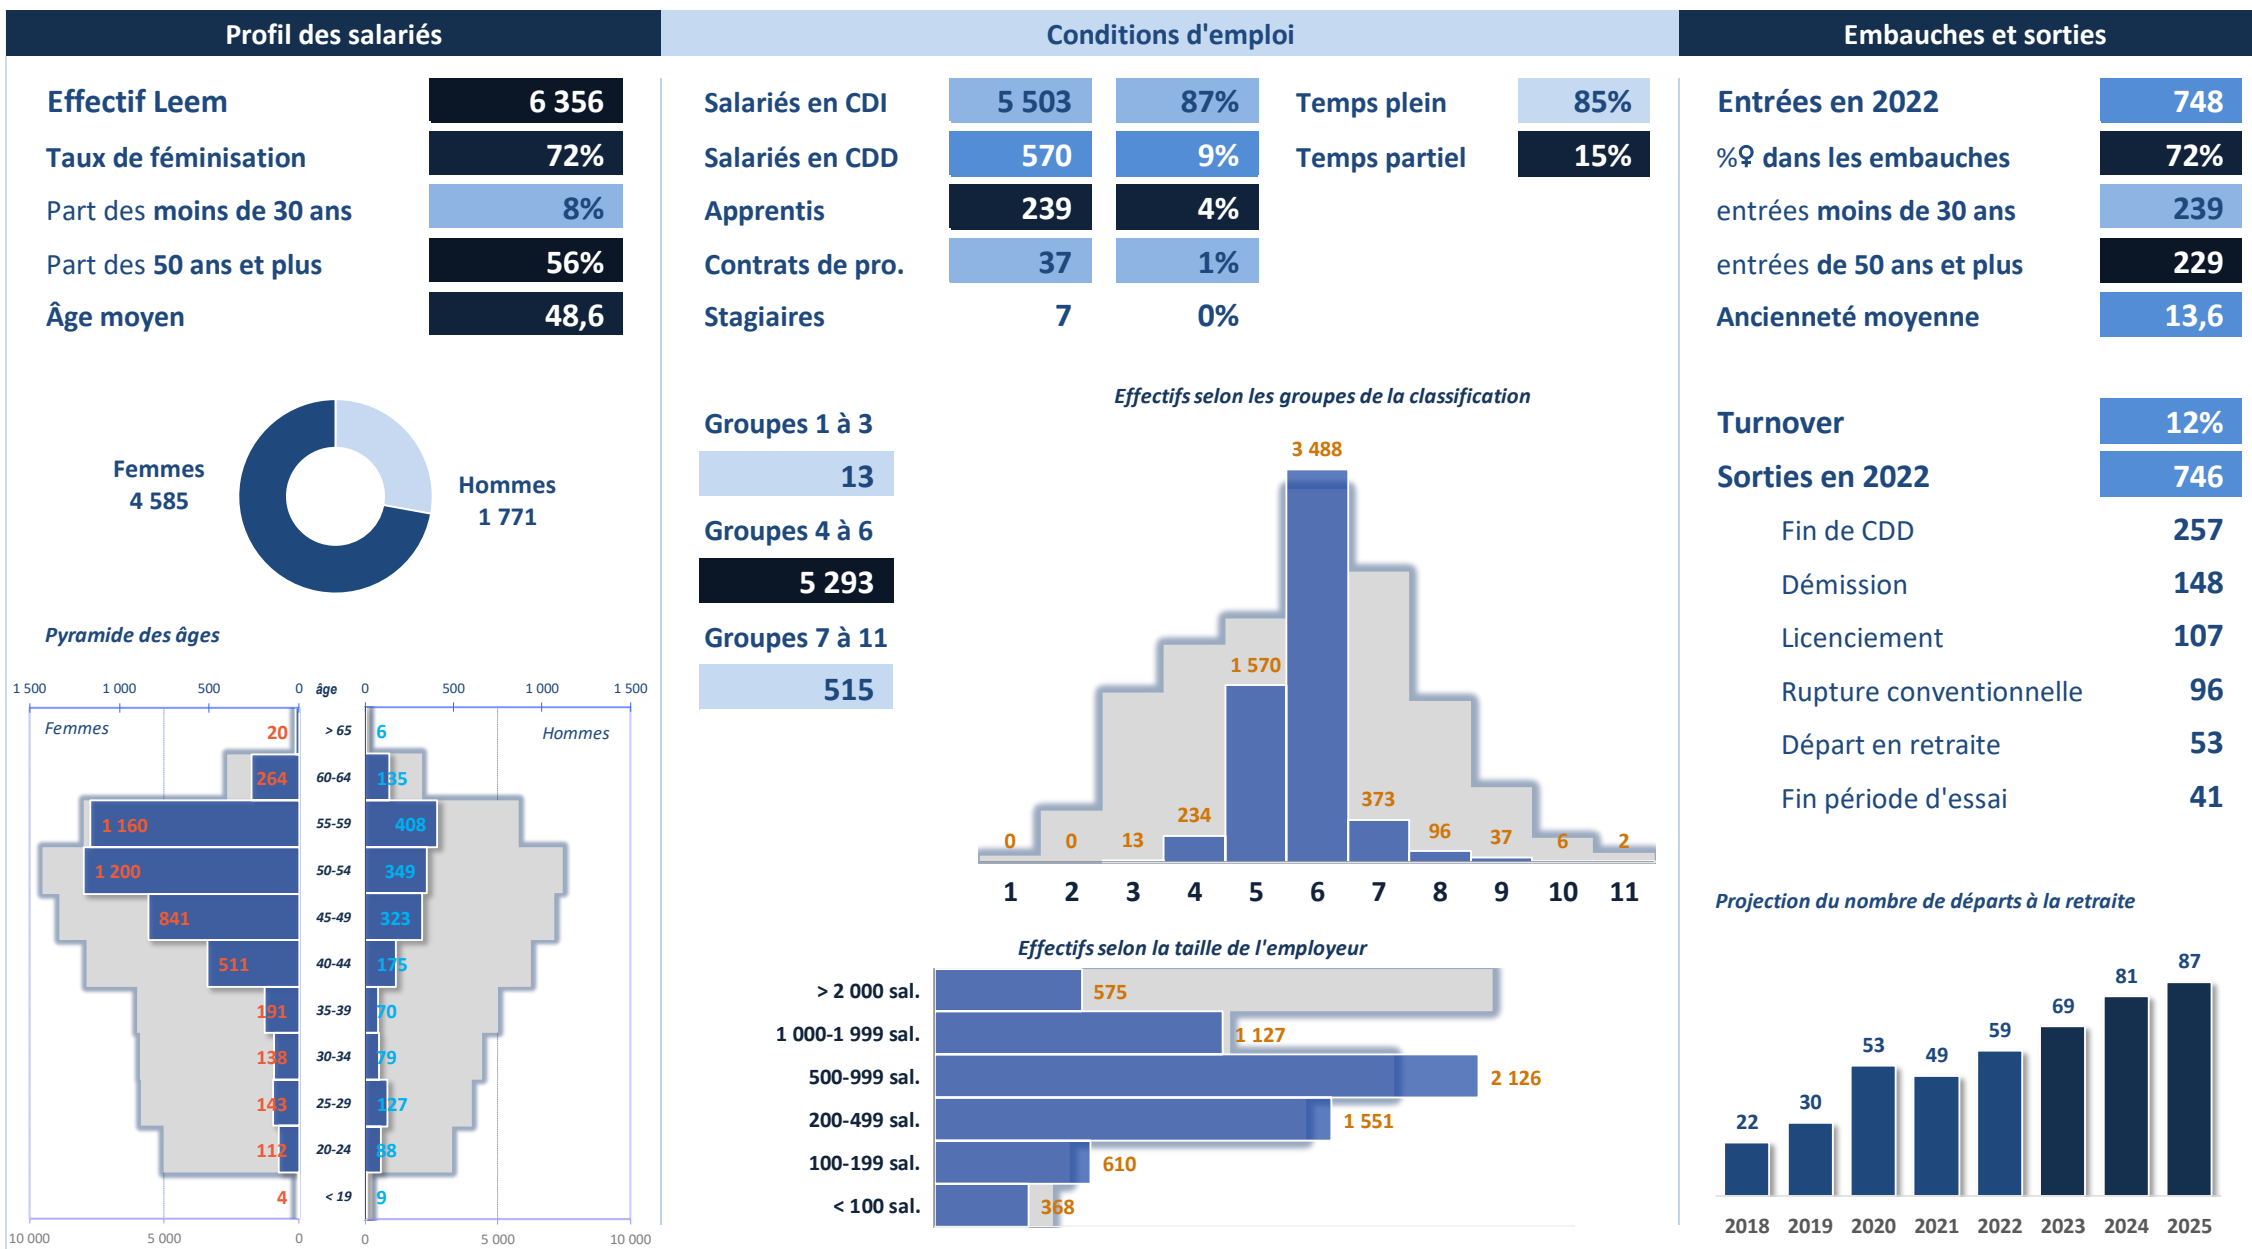 Profil des salariés
Effectif Leem 6 356
Taux de féminisation 72%
Part des moins de 30 ans 8%
Part des 50 ans et plus 56%
Âge moyen 48,6
Femmes
4 585
Hommes
1 771
Pyramide des âges
1 500 1 000 500 0 âge 0 500 1 000 1 500
Femmes Hommes
20 > 65 6
264 60-64 135
1 160 55-59 408
1 200 50-54 349
841 45-49 323
511 40-44 175
191 35-39 70
138 30-34 79
143 25-29 127
112 20-24 88
4 < 19 9
10 000 5 000 0 0 5 000 10 000
Conditions d'emploi
Salariés en CDI 5 503 87% Temps plein 85%
Salariés en CDD 570 9% Temps partiel 15%
Apprentis 239 4%
Contrats de pro. 37 1%
Stagiaires 7 0%
Groupes 1 à 3
13
Groupes 4 à 6
5 293
Groupes 7 à 11
515
Effectifs selon les groupes de la classification
0 0 13 234 1 570 3 488 373 96 37 6 2
1 2 3 4 5 6 7 8 9 10 11
Effectifs selon la taille de l'employeur
> 2 000 sal. 575
1 000-1 999 sal. 1 127
500-999 sal. 2 126
200-499 sal. 1 551
100-199 sal. 610
< 100 sal. 368
Embauches et sorties
Entrées en 2022 748
%♀ dans les embauches 72%
entrées moins de 30 ans 239
entrées de 50 ans et plus 229
Ancienneté moyenne 13,6
Turnover 12%
Sorties en 2022 746
Fin de CDD 257
Démission 148
Licenciement 107
Rupture conventionnelle 96
Départ en retraite 53
Fin période d'essai 41
Projection du nombre de départs à la retraite
22 30 53 49 59 69 81 87
2018 2019 2020 2021 2022 2023 2024 2025